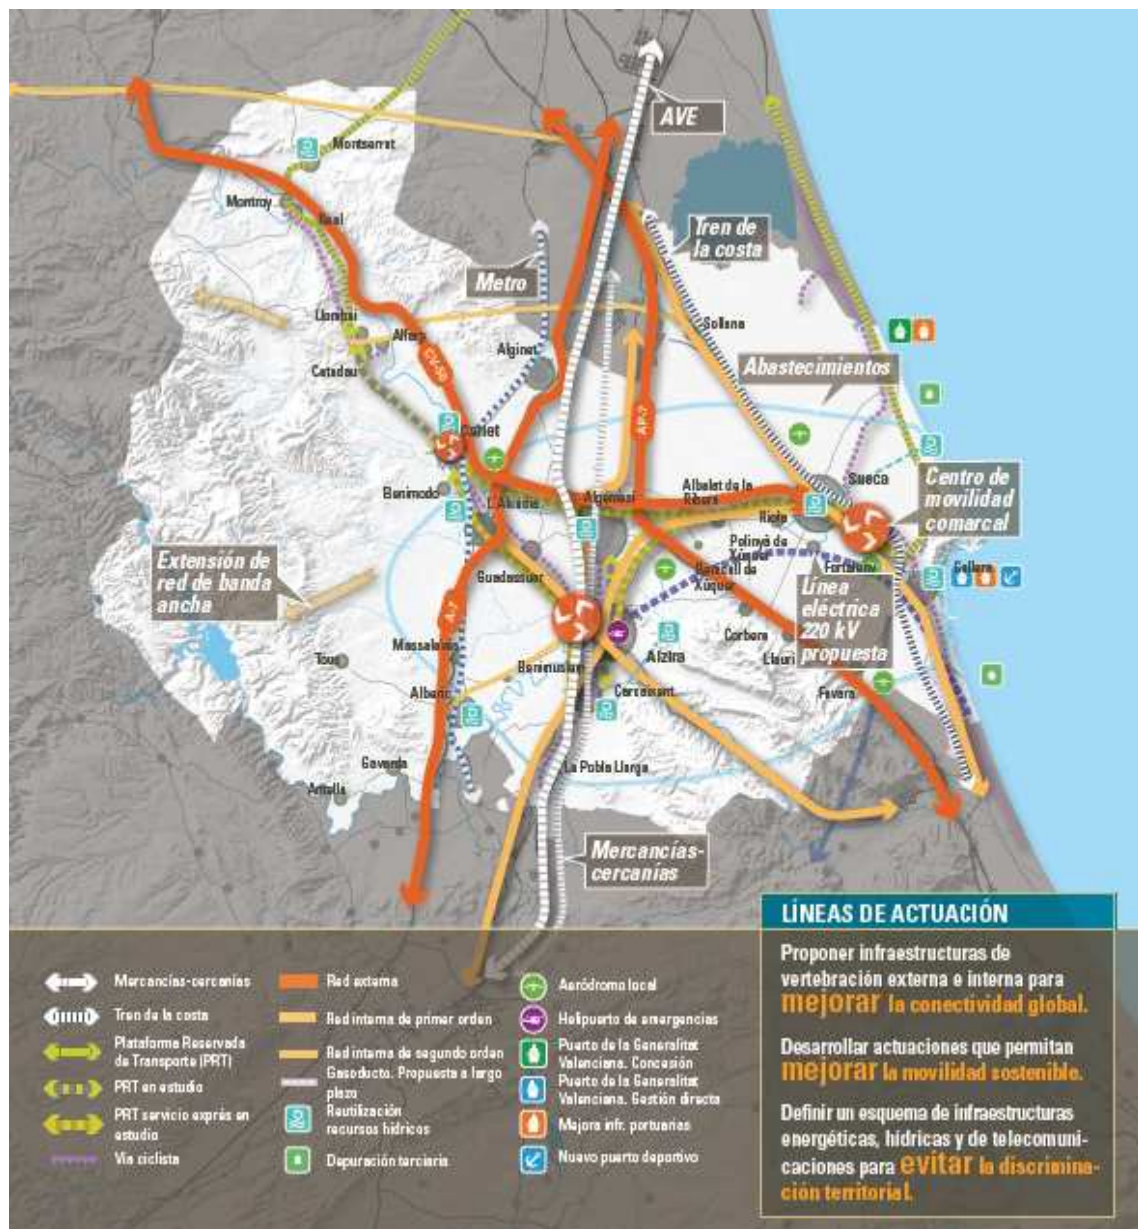 AVE
Montserrat
Montroy
Real
Tren de
la costa
Metro
Llombai
Alfarp
Sollana
CV-50
Alginet
Catadau
Abastecimientos
AP-7
Carlet
Sueca
Centro de
movilidad
comarcal
Benimodo
L'Alcúdia
Algemesí
Albalat de la
Ribera
Riola
Polinyà de
Xúquer
Fortaleny
Cullera
Extensión de
red de banda
ancha
Guadassuar
Benicull de
Xúquer
Línea
eléctrica
220 kV
propuesta
A-7
Corbera
Massalavés
Alzira
Llaurí
Tous
Benimuslem
Alberic
Carcaixent
Favara
Gavarda
La Pobla Llarga
Antella
Mercancías-
cercanías
Mercancías-cercanías
Tren de la costa
Plataforma Reservada
de Transporte (PRT)
PRT en estudio
PRT servicio exprés en
estudio
Vía ciclista
Red externa
Red interna de primer orden
Red interna de segundo orden
Gasoducto. Propuesta a largo
plazo
Reutilización
recursos hídricos
Depuración terciaria
Aeródromo local
Helipuerto de emergencias
Puerto de la Generalitat
Valenciana. Concesión
Puerto de la Generalitat
Valenciana. Gestión directa
Mejora infr. portuarias
Nuevo puerto deportivo
LÍNEAS DE ACTUACIÓN
Proponer infraestructuras de
vertebración externa e interna para
mejorar la conectividad global.
Desarrollar actuaciones que permitan
mejorar la movilidad sostenible.
Definir un esquema de infraestructuras
energéticas, hídricas y de telecomuni-
caciones para evitar la discrimina-
ción territorial.